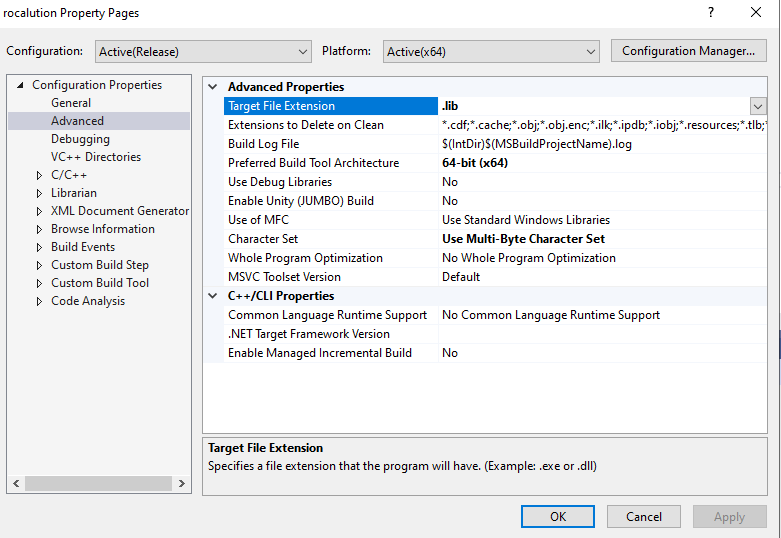 rocalution Property Pages
?
Configuration: Active(Release) Platform: Active(x64) Configuration Manager...
Configuration Properties
General
Advanced
Debugging
VC++ Directories
C/C++
Librarian
XML Document Generator
Browse Information
Build Events
Custom Build Step
Custom Build Tool
Code Analysis
Advanced Properties
Target File Extension .lib
Extensions to Delete on Clean *.cdf;*.cache;*.obj;*.obj.enc;*.ilk;*.ipdb;*.iobj;*.resources;*.tlb;*
Build Log File $(IntDir)$(MSBuildProjectName).log
Preferred Build Tool Architecture 64-bit (x64)
Use Debug Libraries No
Enable Unity (JUMBO) Build No
Use of MFC Use Standard Windows Libraries
Character Set Use Multi-Byte Character Set
Whole Program Optimization No Whole Program Optimization
MSVC Toolset Version Default
C++/CLI Properties
Common Language Runtime Support No Common Language Runtime Support
.NET Target Framework Version
Enable Managed Incremental Build No
Target File Extension
Specifies a file extension that the program will have. (Example: .exe or .dll)
OK Cancel Apply